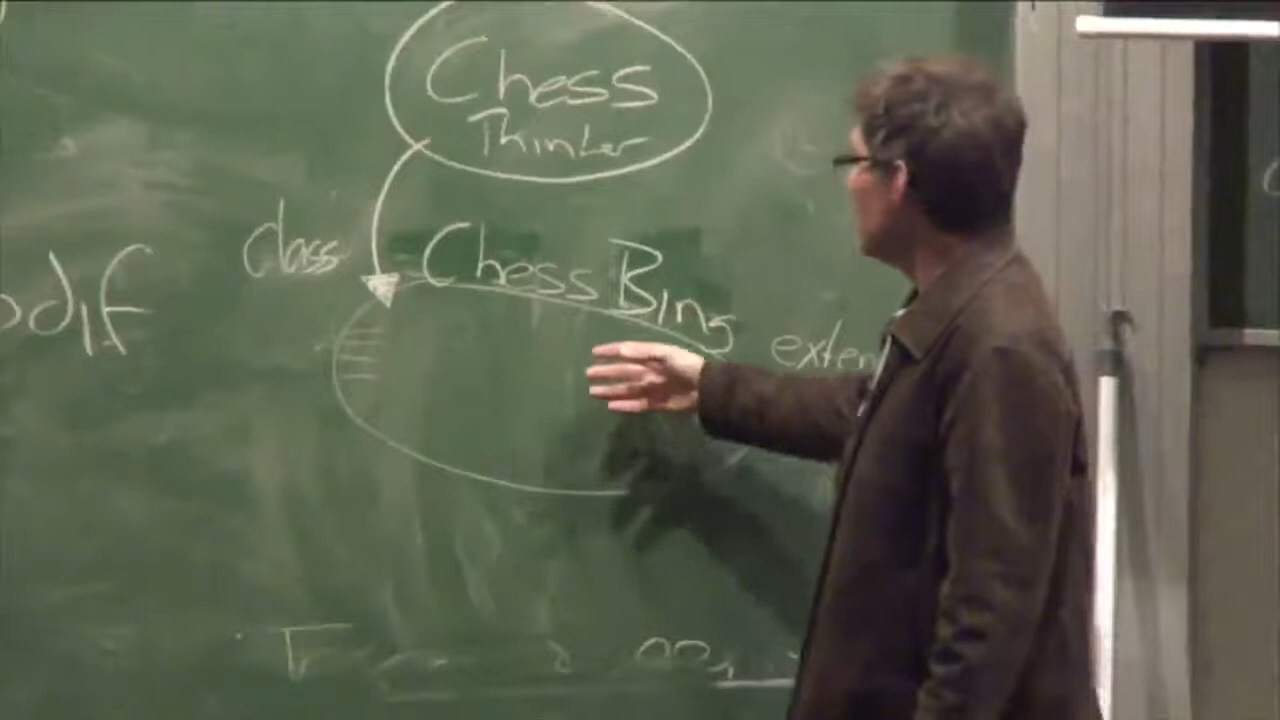 Chess
Thinker
class
Chess Bing
odif
exten